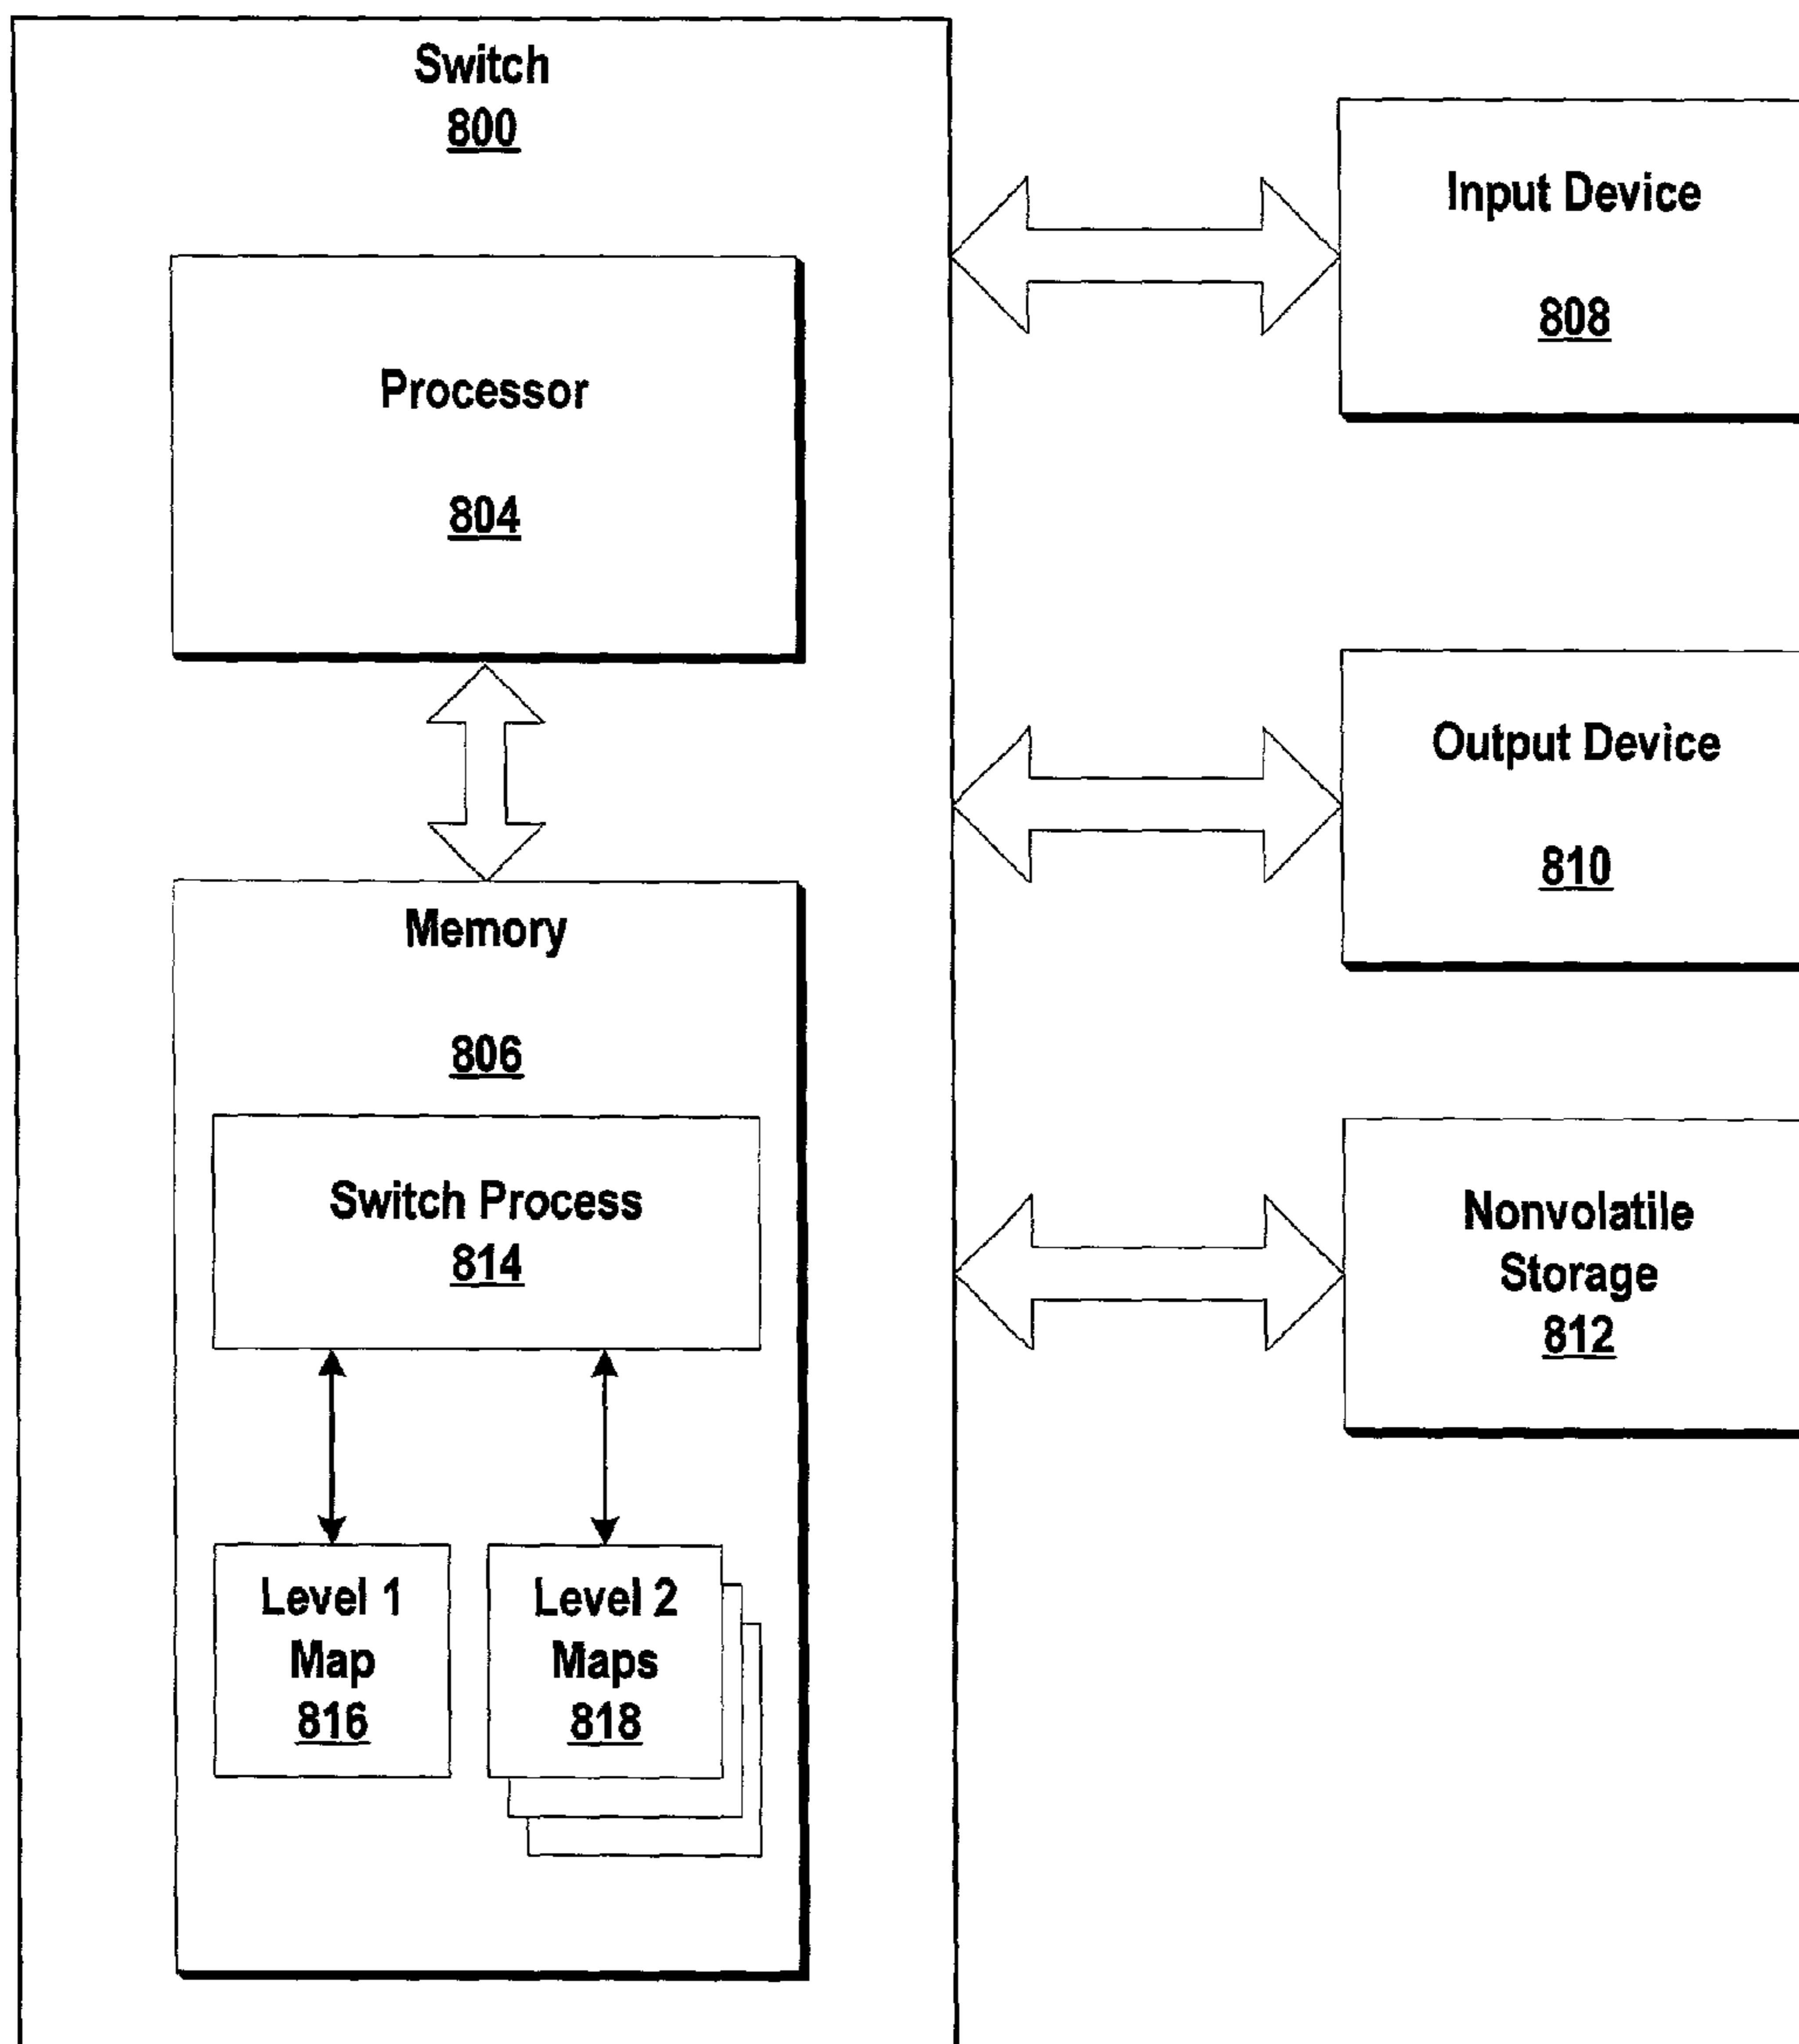 Switch
800
Processor
804
Memory
806
Switch Process
814
Level 1
Map
816
Level 2
Maps
818
Input Device
808
Output Device
810
Nonvolatile
Storage
812